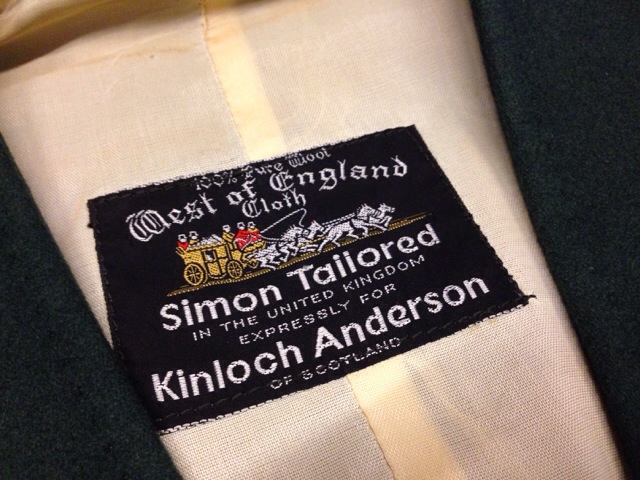 100% Pure Wool
West of England
Cloth
Simon Tailored
IN THE UNITED KINGDOM
EXPRESSLY FOR
Kinloch Anderson
OF SCOTLAND